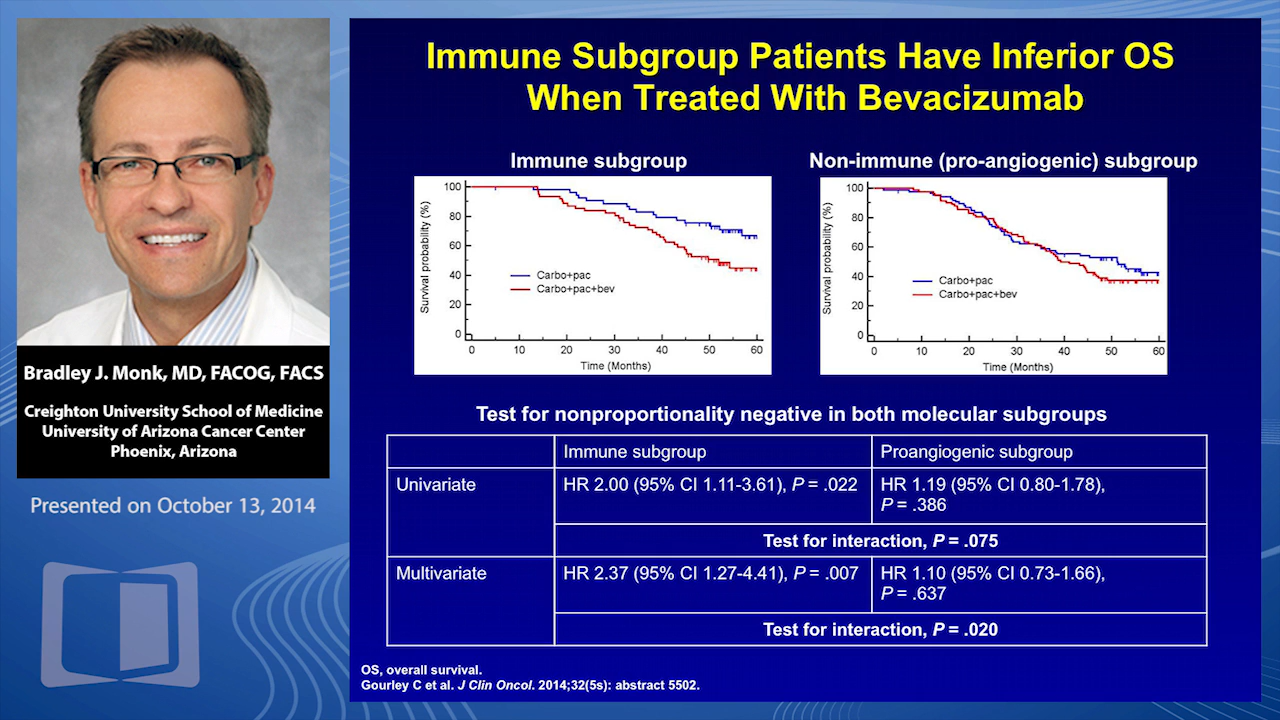 Immune Subgroup Patients Have Inferior OS
When Treated With Bevacizumab
Immune subgroup
100
80
60
40
20
0
Survival probability (%)
Carbo+pac
Carbo+pac+bev
0 10 20 30 40 50 60
Time (Months)
Non-immune (pro-angiogenic) subgroup
100
80
60
40
20
0
Survival probability (%)
Carbo+pac
Carbo+pac+bev
0 10 20 30 40 50 60
Time (Months)
Test for nonproportionality negative in both molecular subgroups
Immune subgroup Proangiogenic subgroup
Univariate HR 2.00 (95% CI 1.11-3.61), P = .022 HR 1.19 (95% CI 0.80-1.78),
P = .386
Test for interaction, P = .075
Multivariate HR 2.37 (95% CI 1.27-4.41), P = .007 HR 1.10 (95% CI 0.73-1.66),
P = .637
Test for interaction, P = .020
OS, overall survival.
Gourley C et al. J Clin Oncol. 2014;32(5s): abstract 5502.
Bradley J. Monk, MD, FACOG, FACS
Creighton University School of Medicine
University of Arizona Cancer Center
Phoenix, Arizona
Presented on October 13, 2014